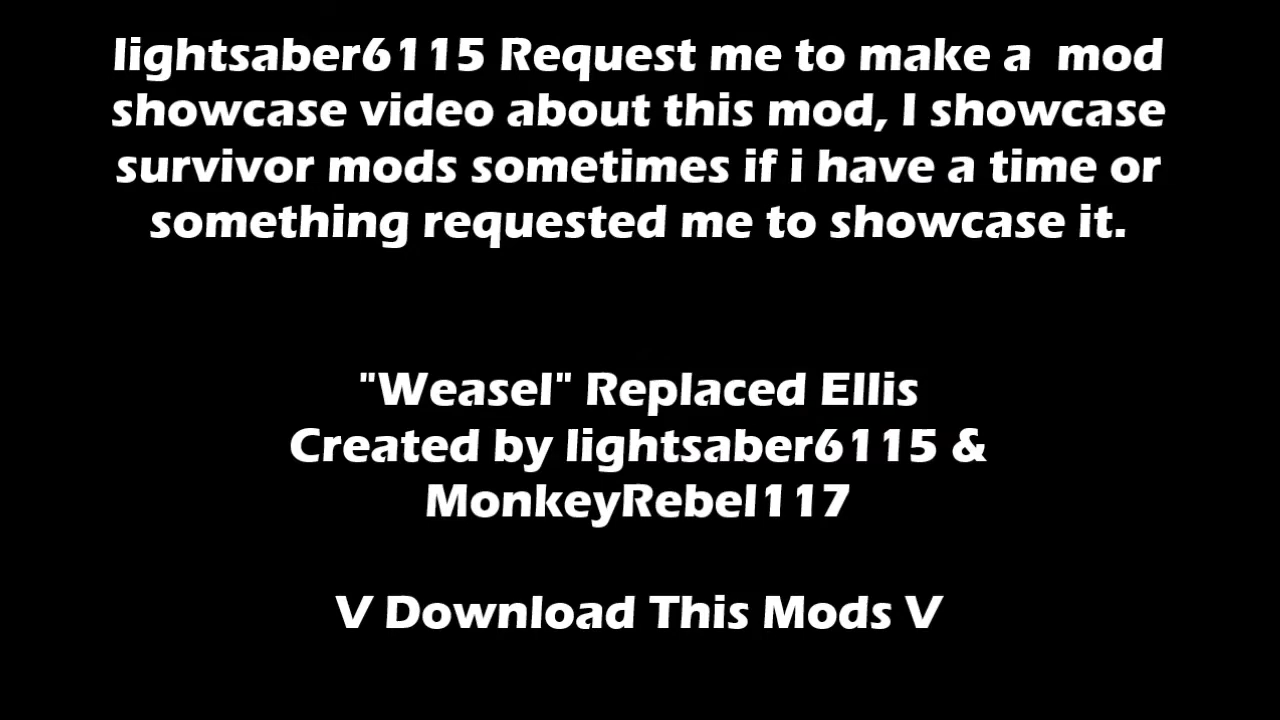 lightsaber6115 Request me to make a  mod
showcase video about this mod, I showcase
survivor mods sometimes if i have a time or
something requested me to showcase it.
"Weasel" Replaced Ellis
Created by lightsaber6115 &
MonkeyRebel117
V Download This Mods V